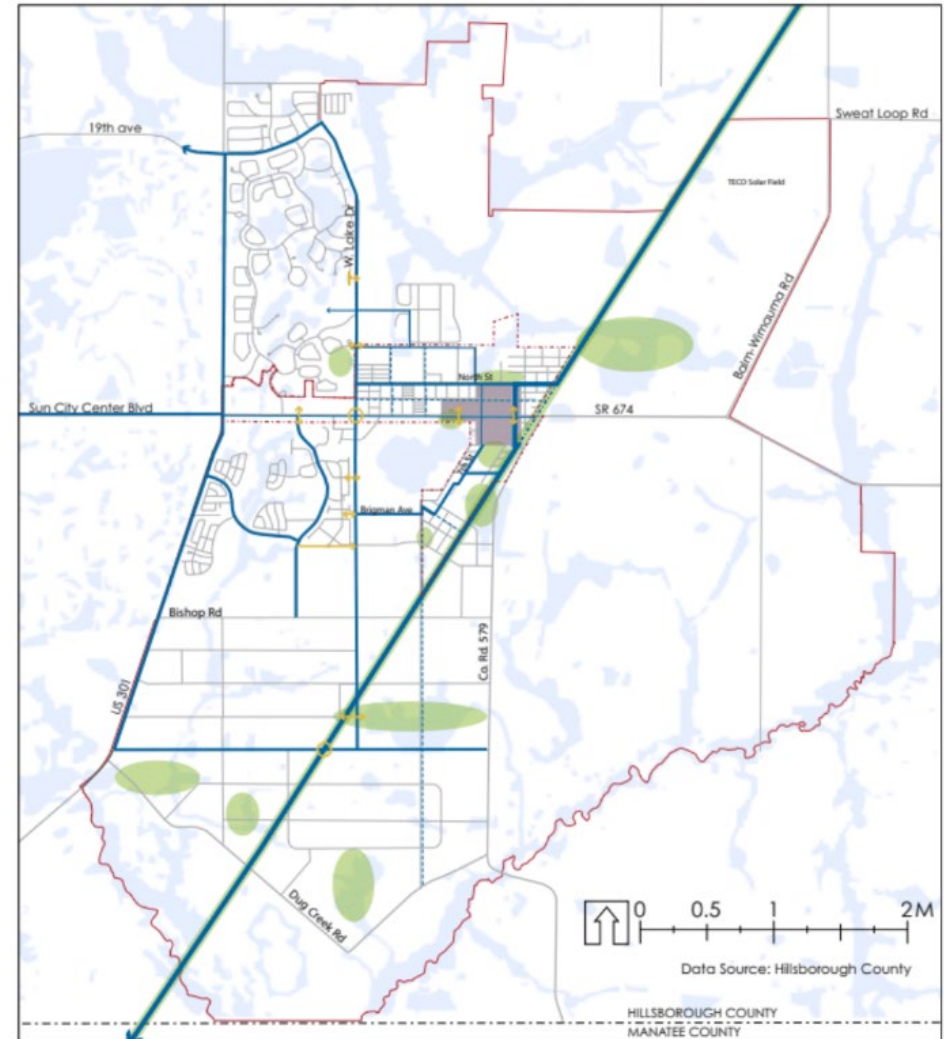 19th ave
Sweat Loop Rd
TECO Solar Field
W. Lake Dr
Balm-Wimauma Rd
North St
Sun City Center Blvd
SR 674
Brigman Ave
Bishop Rd
Co. Rd. 579
US 301
Dug Creek Rd
0 0.5 1 2M
Data Source: Hillsborough County
HILLSBOROUGH COUNTY
MANATEE COUNTY